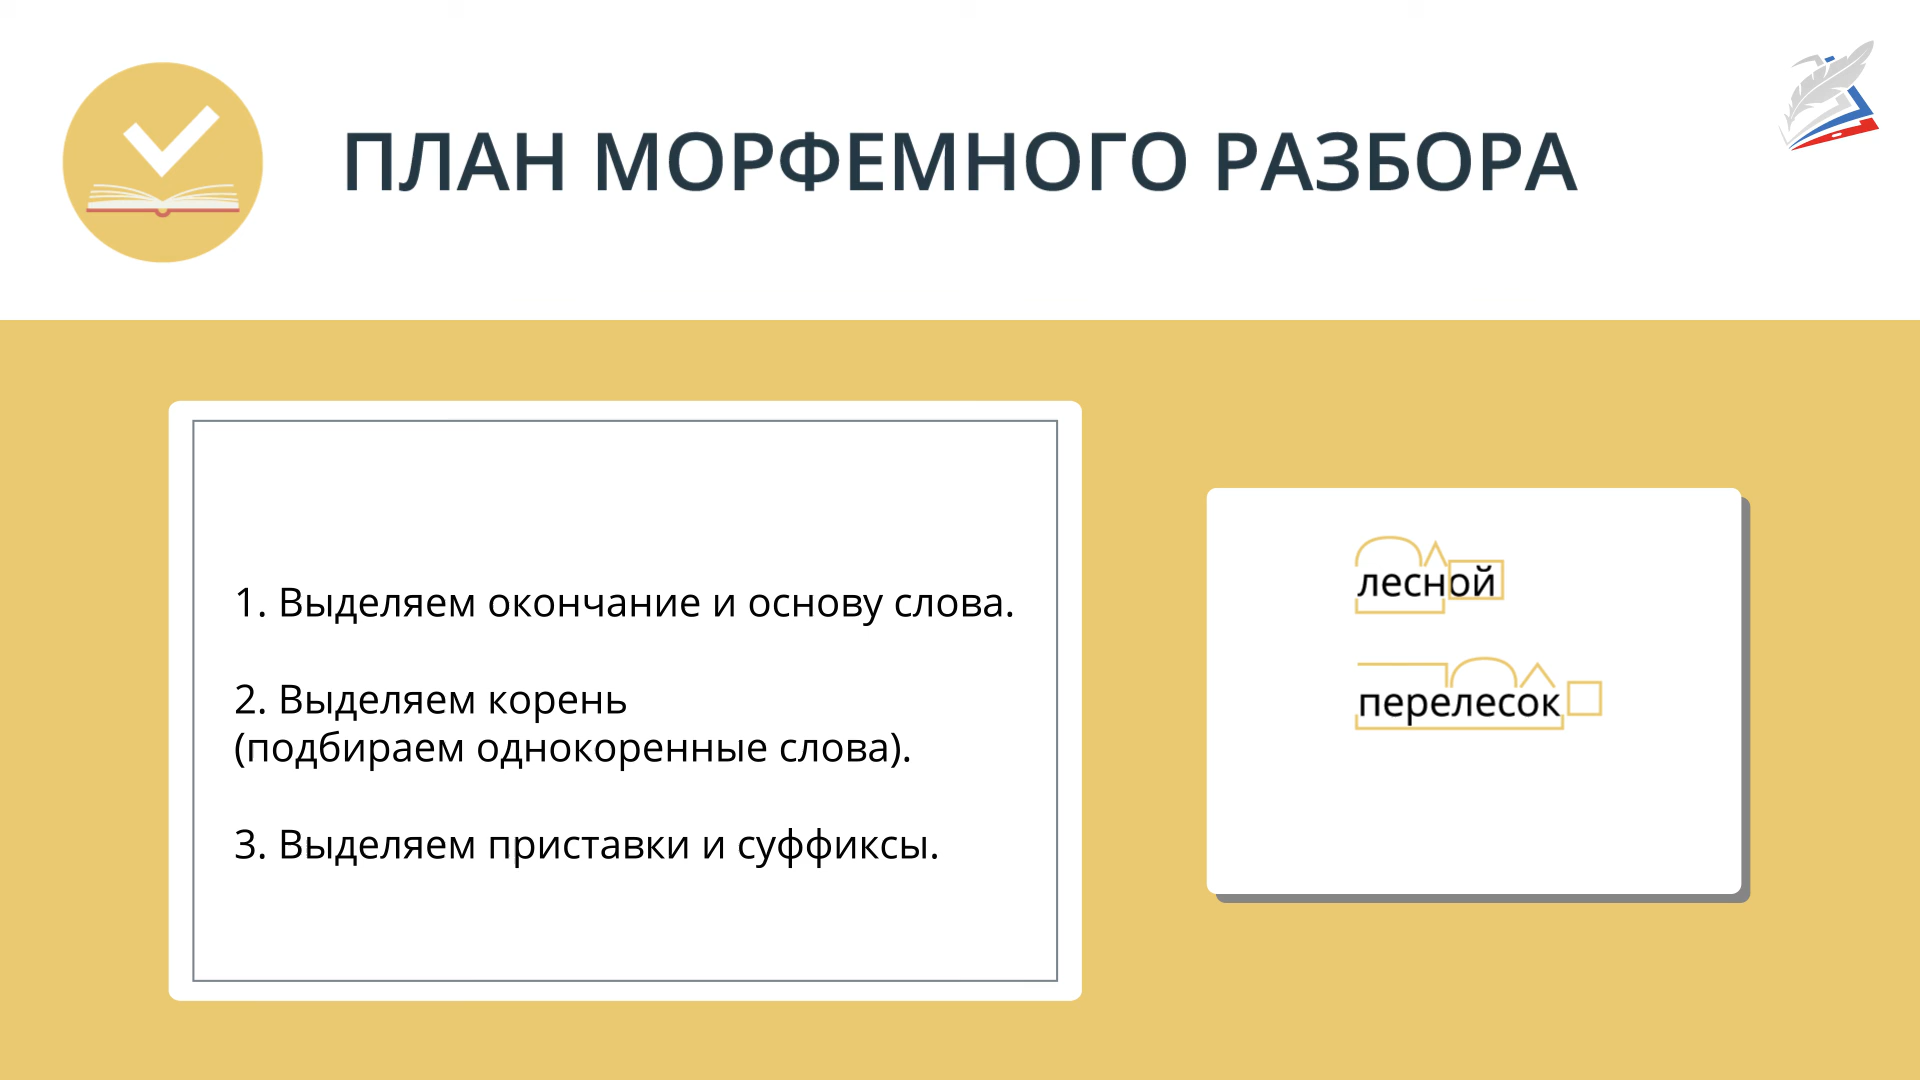 ПЛАН МОРФЕМНОГО РАЗБОРА
1. Выделяем окончание и основу слова.
2. Выделяем корень
(подбираем однокоренные слова).
3. Выделяем приставки и суффиксы.
лесной
перелесок